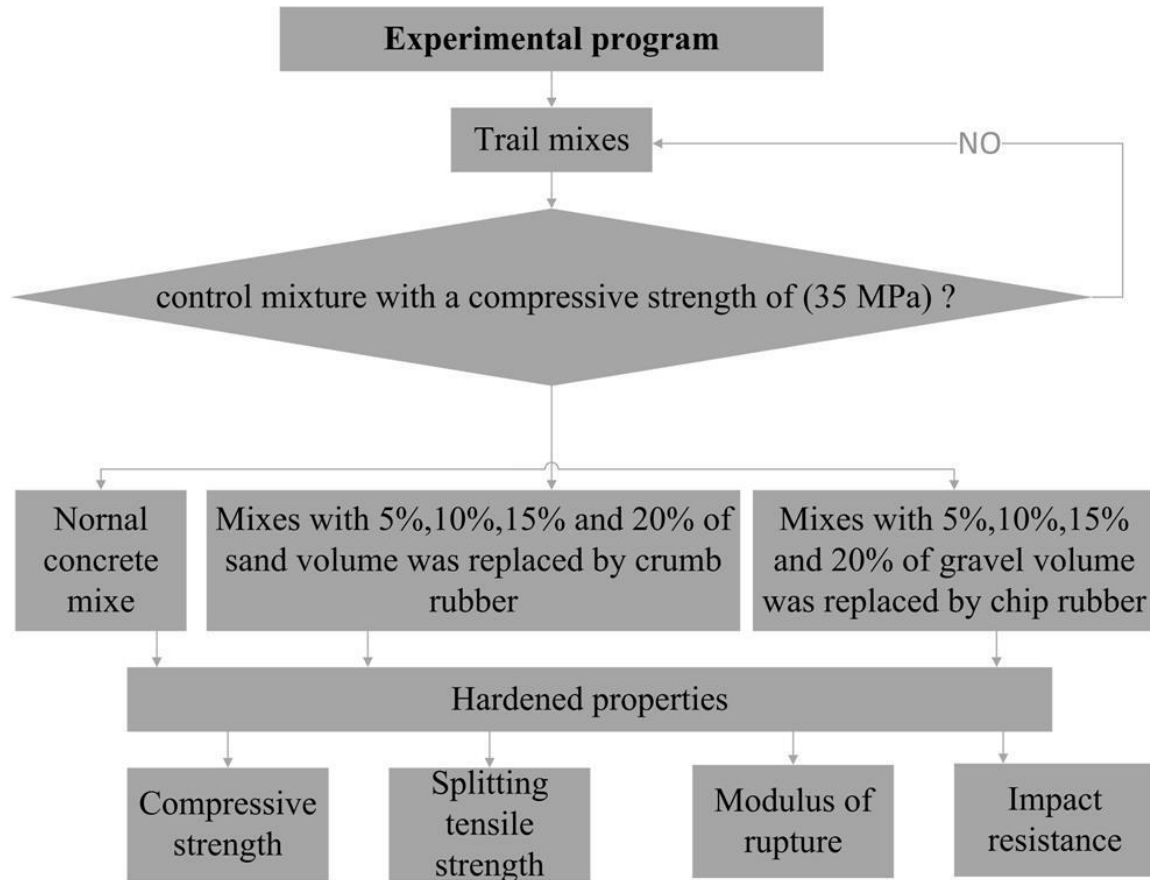 Experimental program
Trail mixes
NO
control mixture with a compressive strength of (35 MPa) ?
Nornal
concrete
mixe
Mixes with 5%,10%,15% and 20% of
sand volume was replaced by crumb
rubber
Mixes with 5%,10%,15%
and 20% of gravel volume
was replaced by chip rubber
Hardened properties
Compressive
strength
Splitting
tensile
strength
Modulus of
rupture
Impact
resistance